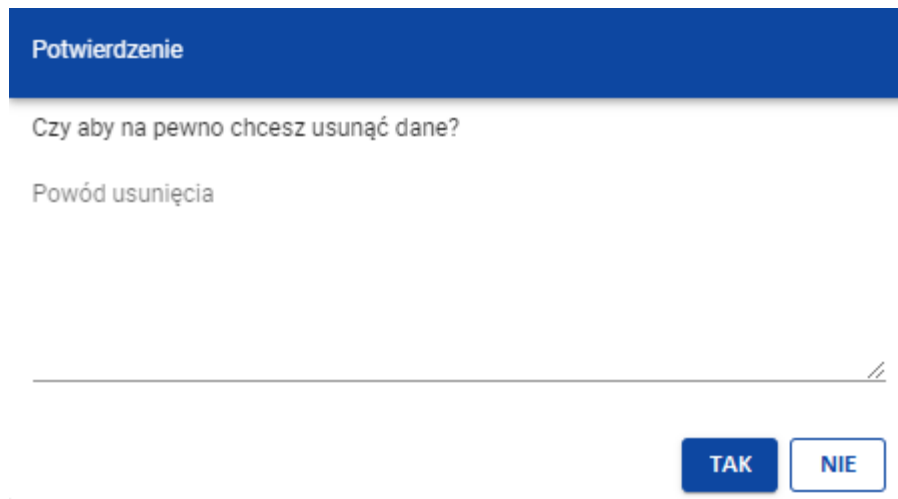 Potwierdzenie
Czy aby na pewno chcesz usunąć dane?
Powód usunięcia
TAK NIE